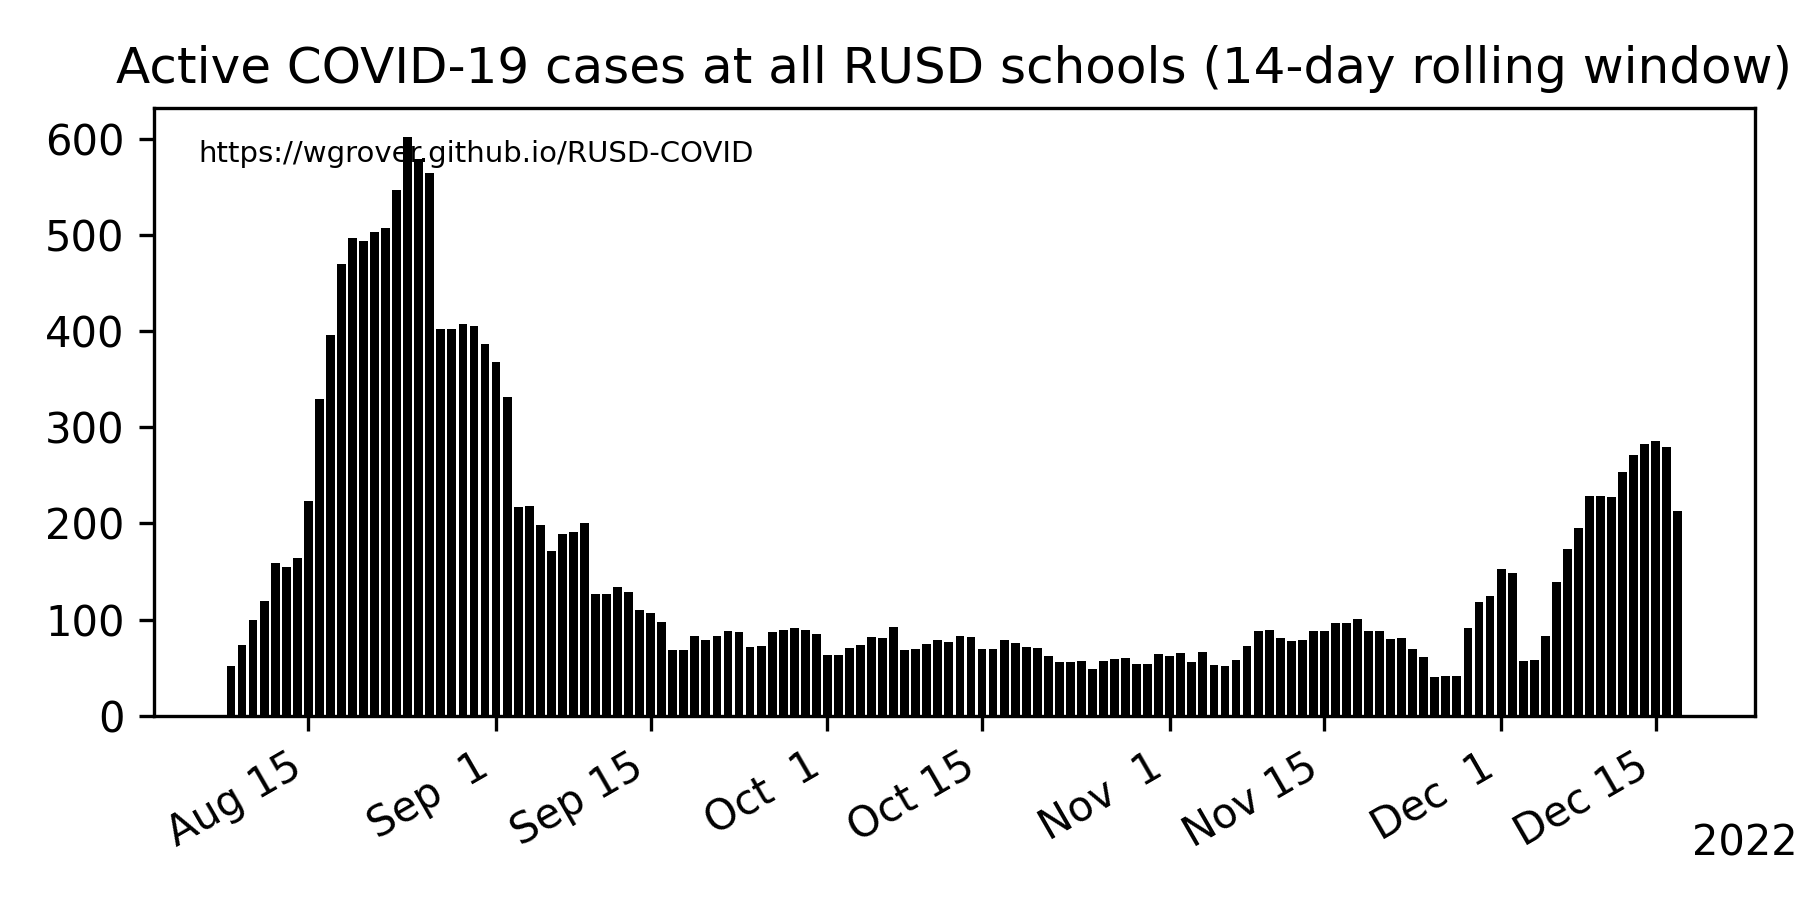 Active COVID-19 cases at all RUSD schools (14-day rolling window)
https://wgrover.github.io/RUSD-COVID
600
500
400
300
200
100
0
Aug 15
Sep  1
Sep 15
Oct  1
Oct 15
Nov  1
Nov 15
Dec  1
Dec 15
2022